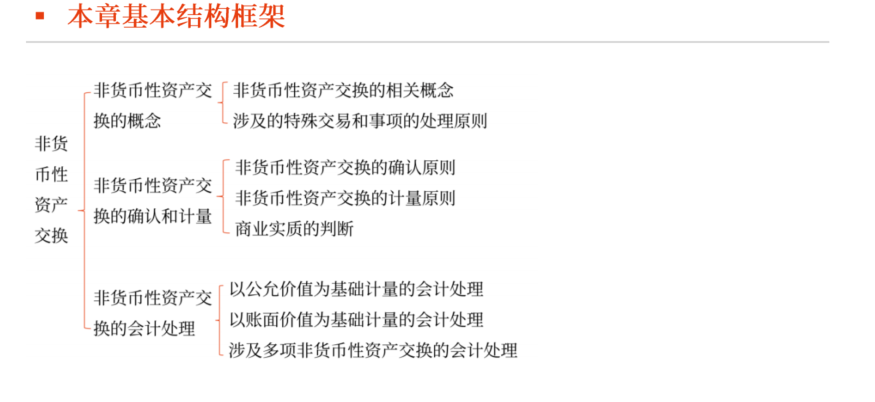 本章基本结构框架
非货
币性
资产
交换
非货币性资产交
换的概念
非货币性资产交换的相关概念
涉及的特殊交易和事项的处理原则
非货币性资产交
换的确认和计量
非货币性资产交换的确认原则
非货币性资产交换的计量原则
商业实质的判断
非货币性资产交
换的会计处理
以公允价值为基础计量的会计处理
以账面价值为基础计量的会计处理
涉及多项非货币性资产交换的会计处理